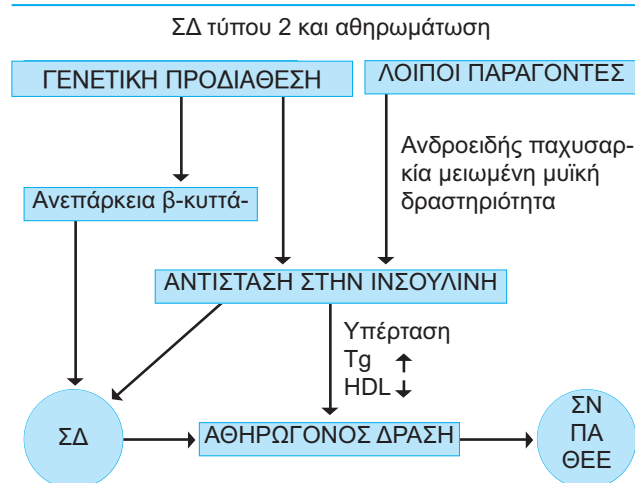 ΣΔ τύπου 2 και αθηρωμάτωση
ΓΕΝΕΤΙΚΗ ΠΡΟΔΙΑΘΕΣΗ
ΛΟΙΠΟΙ ΠΑΡΑΓΟΝΤΕΣ
Ανδροειδής παχυσαρ-
κία μειωμένη μυϊκή
δραστηριότητα
Ανεπάρκεια β-κυττά-
ΑΝΤΙΣΤΑΣΗ ΣΤΗΝ ΙΝΣΟΥΛΙΝΗ
Υπέρταση
Tg ↑
HDL ↓
ΣΔ
ΑΘΗΡΩΓΟΝΟΣ ΔΡΑΣΗ
ΣΝ
ΠΑ
ΘΕΕ